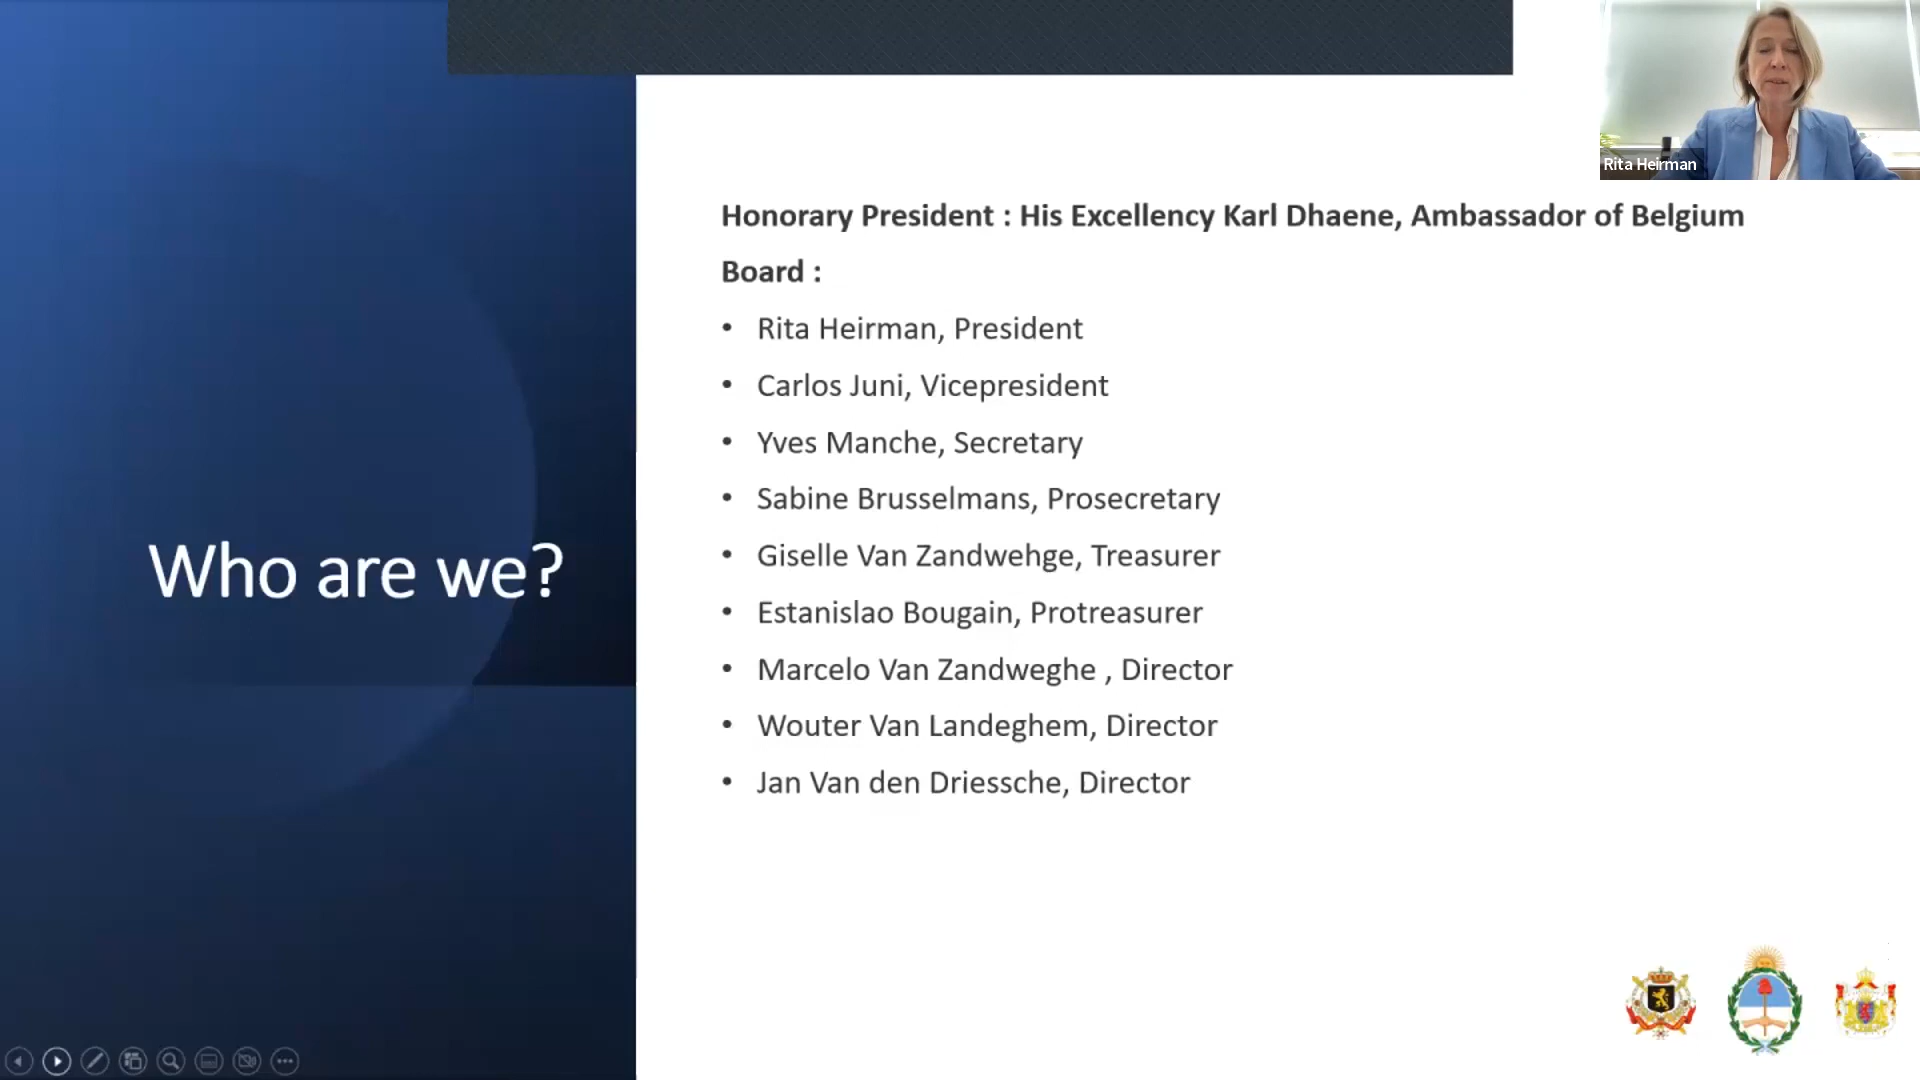 Rita Heirman
Honorary President : His Excellency Karl Dhaene, Ambassador of Belgium
Board :
• Rita Heirman, President
• Carlos Juni, Vicepresident
• Yves Manche, Secretary
• Sabine Brusselmans, Prosecretary
• Giselle Van Zandwehge, Treasurer
• Estanislao Bougain, Protreasurer
• Marcelo Van Zandweghe , Director
• Wouter Van Landeghem, Director
• Jan Van den Driessche, Director
Who are we?